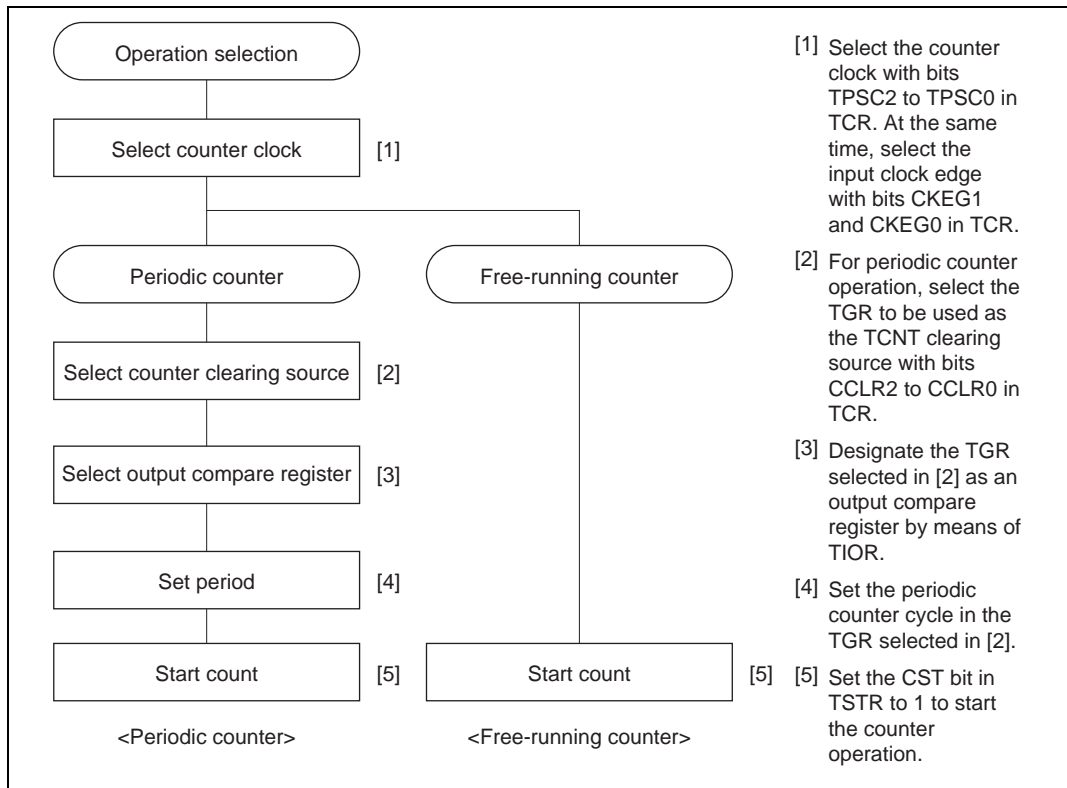 Operation selection
Select counter clock
[1]
Periodic counter
Free-running counter
Select counter clearing source
[2]
Select output compare register
[3]
Set period
[4]
Start count
[5]
Start count
[5]
<Periodic counter>
<Free-running counter>
[1] Select the counter
clock with bits
TPSC2 to TPSC0 in
TCR. At the same
time, select the
input clock edge
with bits CKEG1
and CKEG0 in TCR.
[2] For periodic counter
operation, select the
TGR to be used as
the TCNT clearing
source with bits
CCLR2 to CCLR0 in
TCR.
[3] Designate the TGR
selected in [2] as an
output compare
register by means of
TIOR.
[4] Set the periodic
counter cycle in the
TGR selected in [2].
[5] Set the CST bit in
TSTR to 1 to start
the counter
operation.